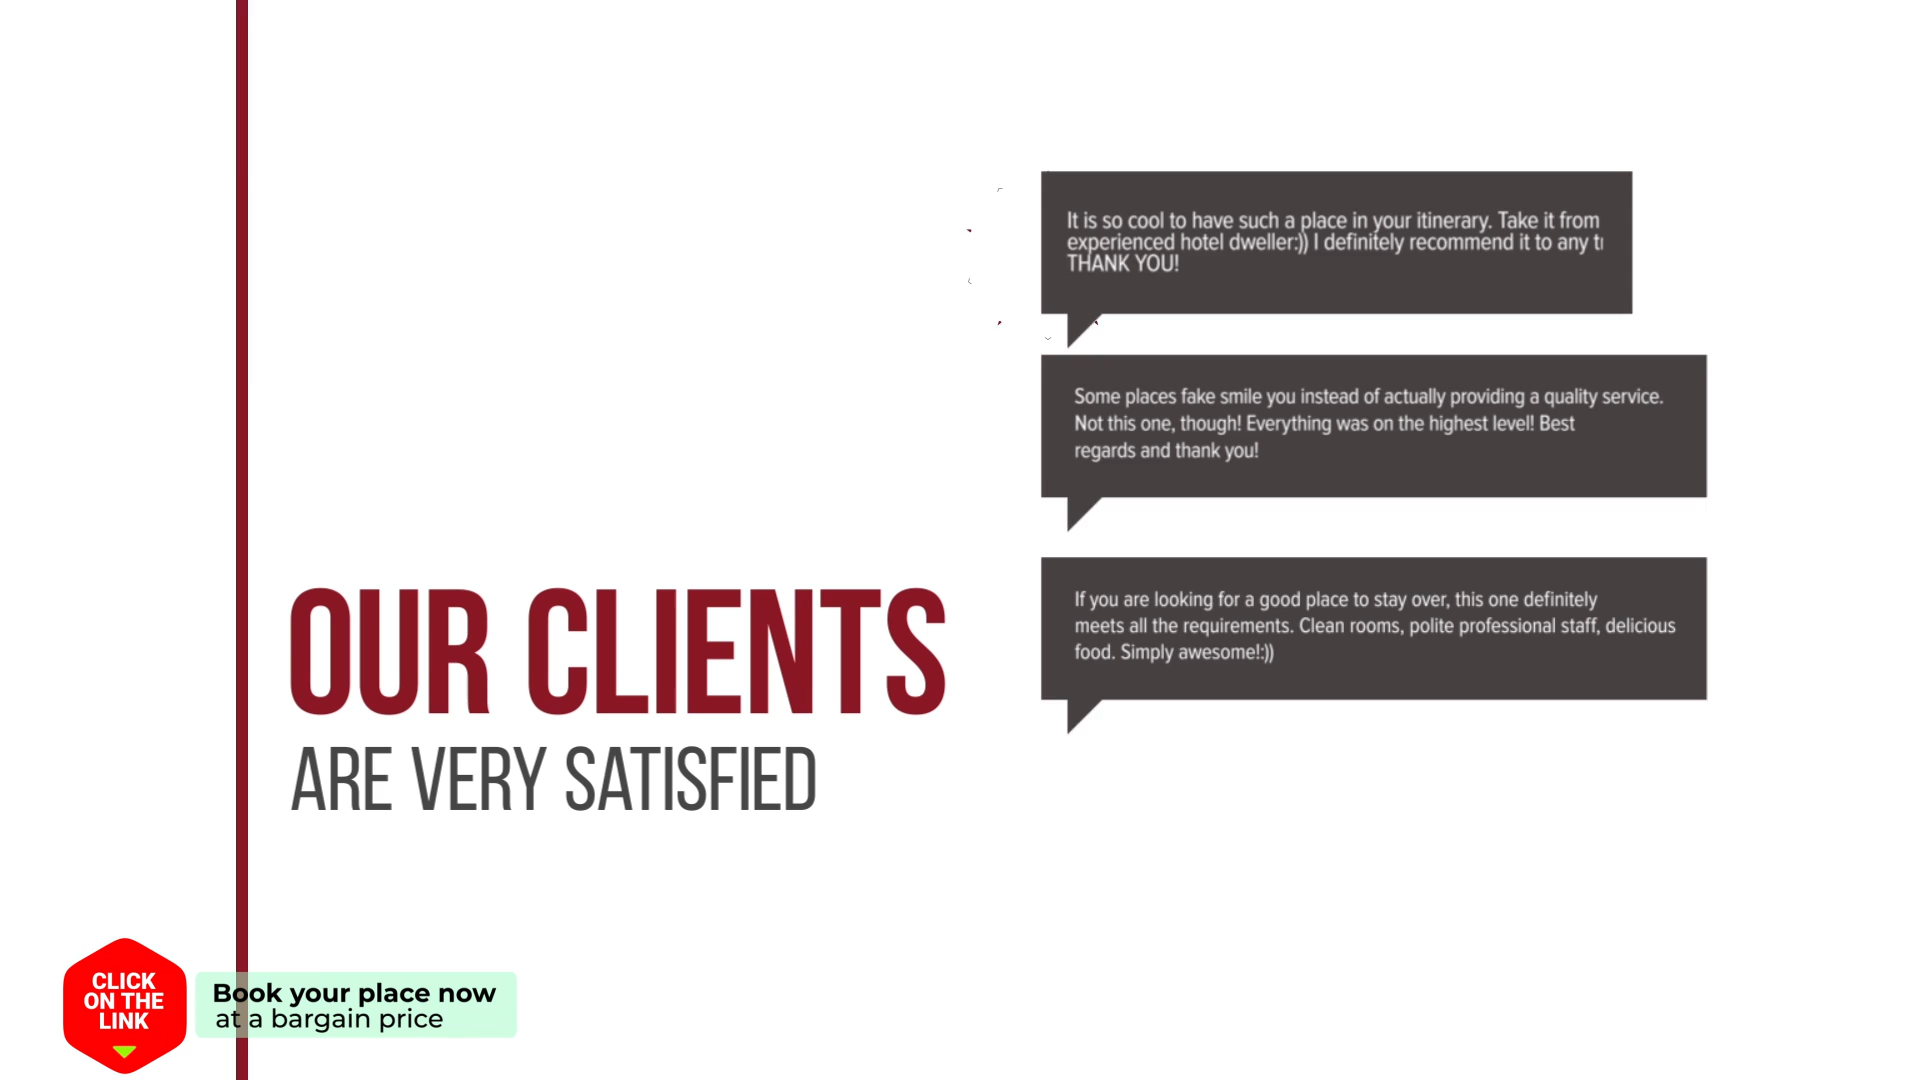 It is so cool to have such a place in your itinerary. Take it from
experienced hotel dweller:)) I definitely recommend it to any
THANK YOU!
Some places fake smile you instead of actually providing a quality service.
Not this one, though! Everything was on the highest level! Best
regards and thank you!
If you are looking for a good place to stay over, this one definitely
meets all the requirements. Clean rooms, polite professional staff, delicious
food. Simply awesome!:))
OUR CLIENTS
ARE VERY SATISFIED
CLICK
ON THE
LINK
Book your place now
at a bargain price